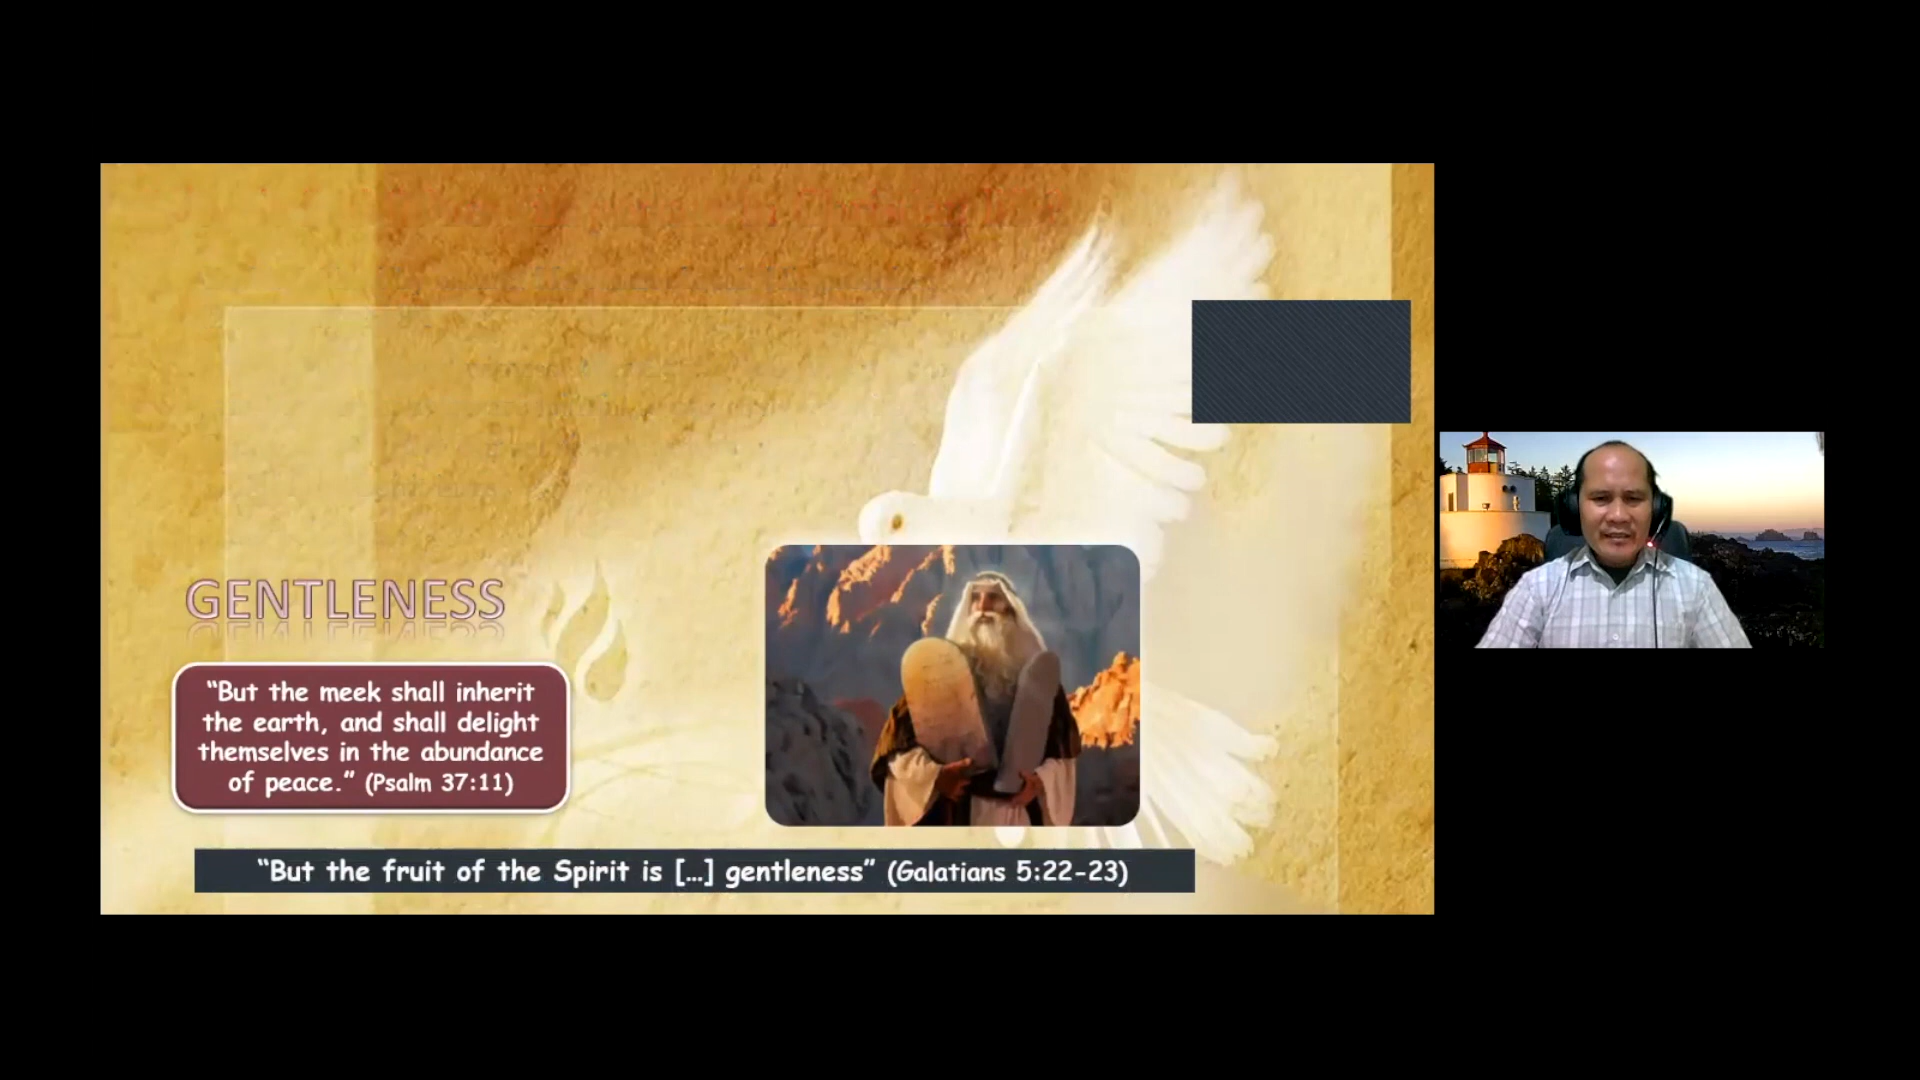 GENTLENESS
“But the meek shall inherit
the earth, and shall delight
themselves in the abundance
of peace.” (Psalm 37:11)
“But the fruit of the Spirit is […] gentleness” (Galatians 5:22-23)